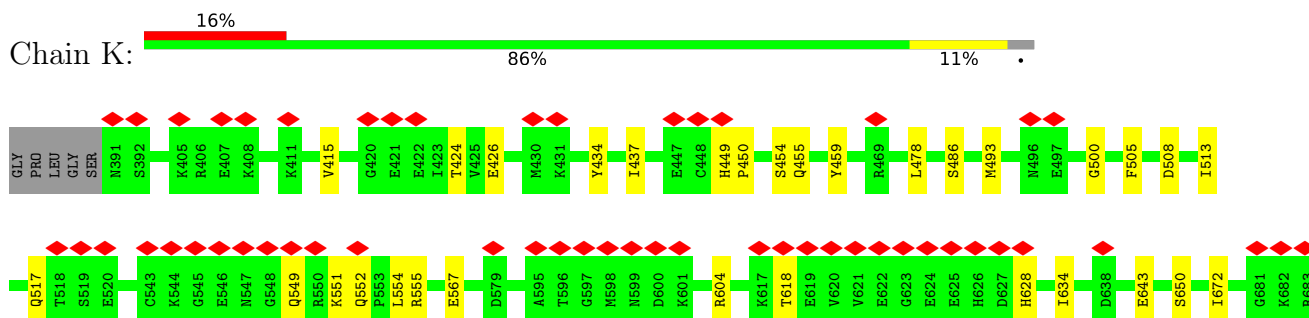 16%
Chain K:
86% 11% •
GLY PRO LEU GLY SER N391 S392 K405 R406 E407 K408 K411 V415 G420 E421 E422 I423 T424 V425 E426 M430 K431 Y434 I437 E447 C448 H449 P450 S454 Q455 Y459 R469 L478 S486 M493 N496 E497 G500 F505 D508 I513
Q517 T518 S519 E520 C543 K544 G545 E546 N547 G548 Q549 R550 K551 Q552 P553 L554 R555 E567 D579 A595 T596 G597 M598 N599 D600 K601 R604 K617 T618 E619 V620 V621 E622 G623 E624 E625 H626 D627 H628 I634 D638 E643 S650 I672 G681 K682